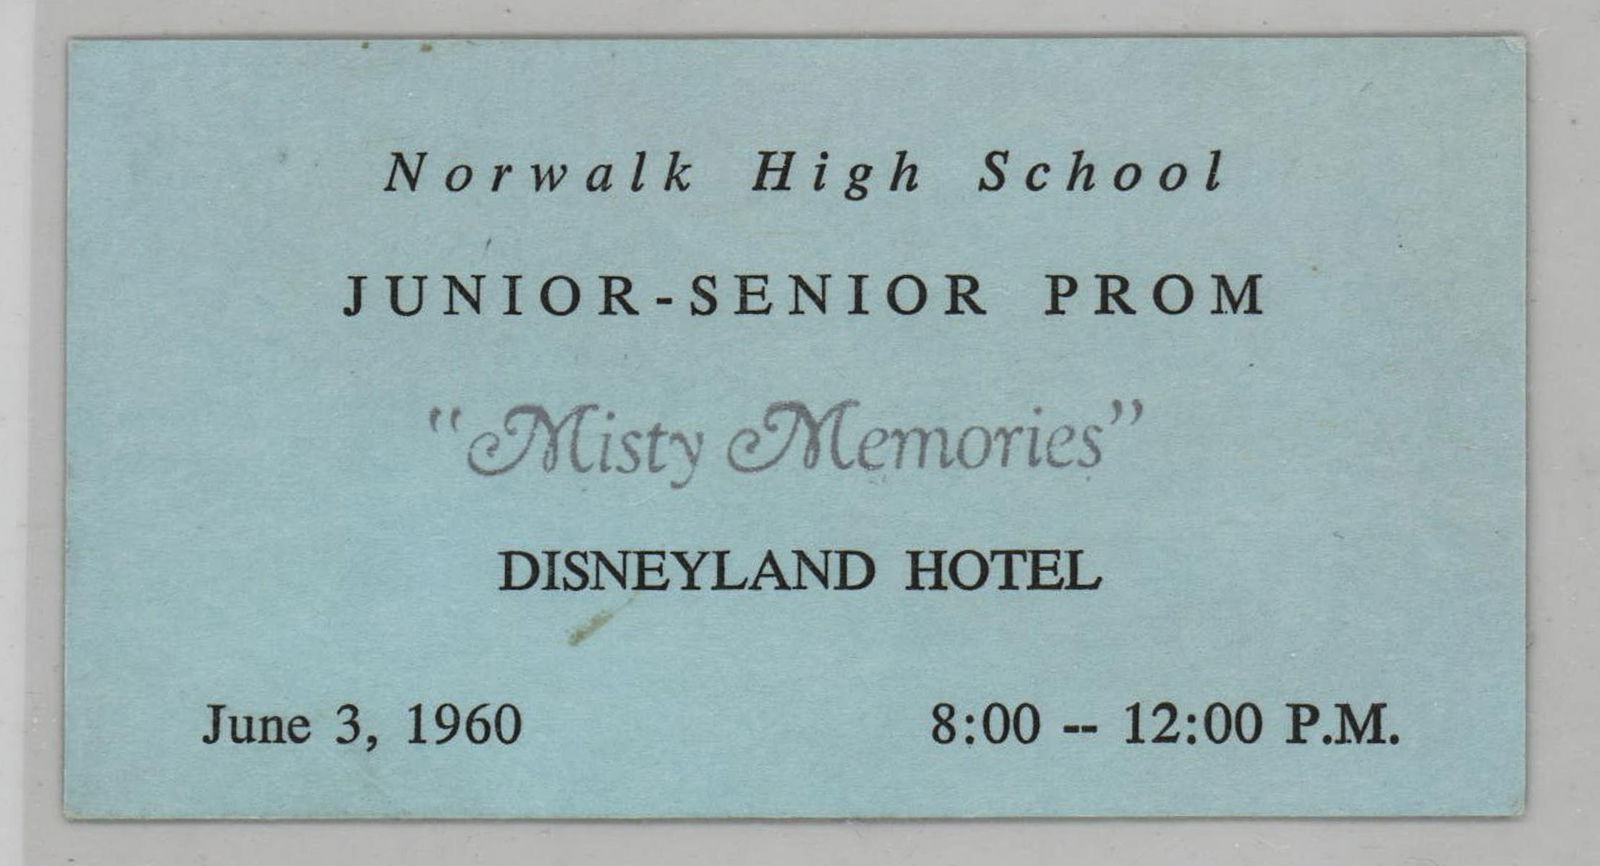 Norwalk High School
JUNIOR-SENIOR PROM
“Misty Memories”
DISNEYLAND HOTEL
June 3, 1960 8:00 -- 12:00 P.M.